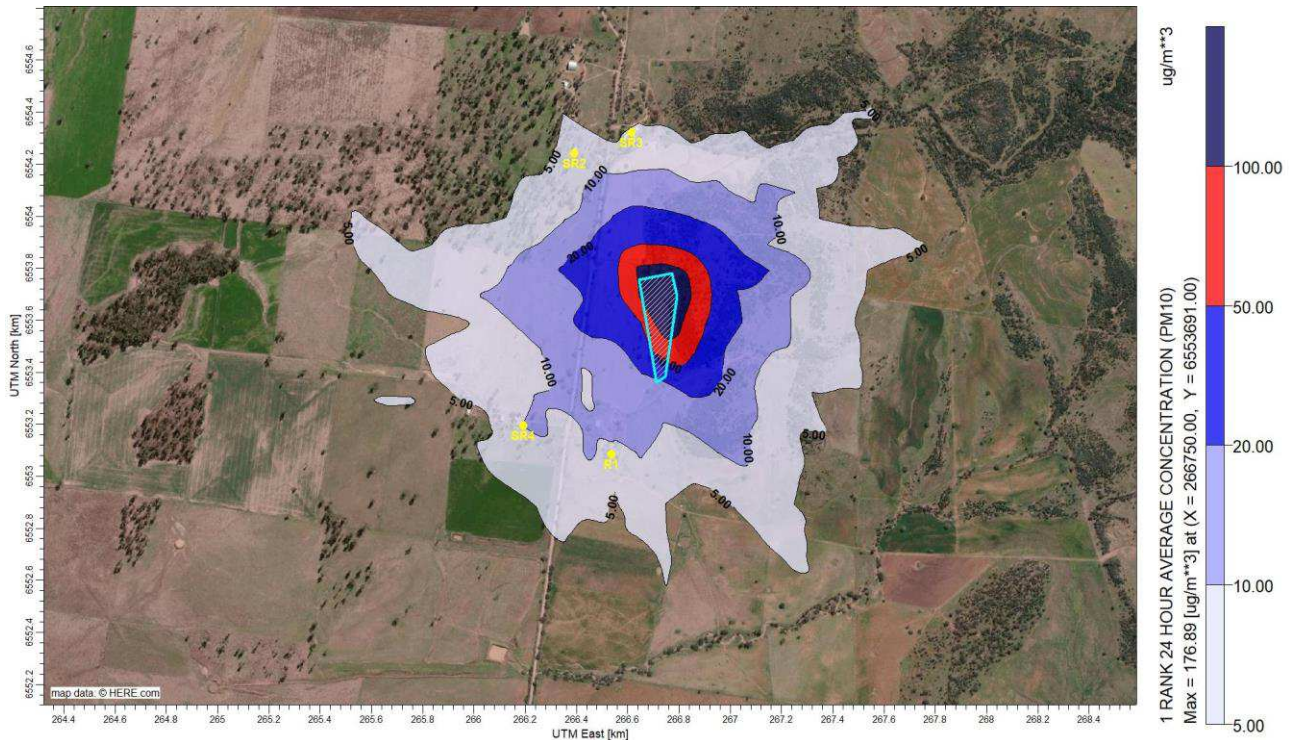 ug/m**3
1 RANK 24 HOUR AVERAGE CONCENTRATION (PM10)
Max = 176.89 [ug/m**3] at (X = 266750.00, Y = 6553691.00)
100.00
50.00
20.00
10.00
5.00
UTM North [km]
6554.6
6554.4
6554.2
6554
6553.8
6553.6
6553.4
6553.2
6553
6552.8
6552.6
6552.4
6552.2
SR3
SR2
5.00
10.00
5.00
10.00
20.00
5.00
10.00
20.00
5.00
SR4
R1
10.00
5.00
5.00
5.00
map data: © HERE.com
264.4 264.6 264.8 265 265.2 265.4 265.6 265.8 266 266.2 266.4 266.6 266.8 267 267.2 267.4 267.6 267.8 268 268.2 268.4
UTM East [km]